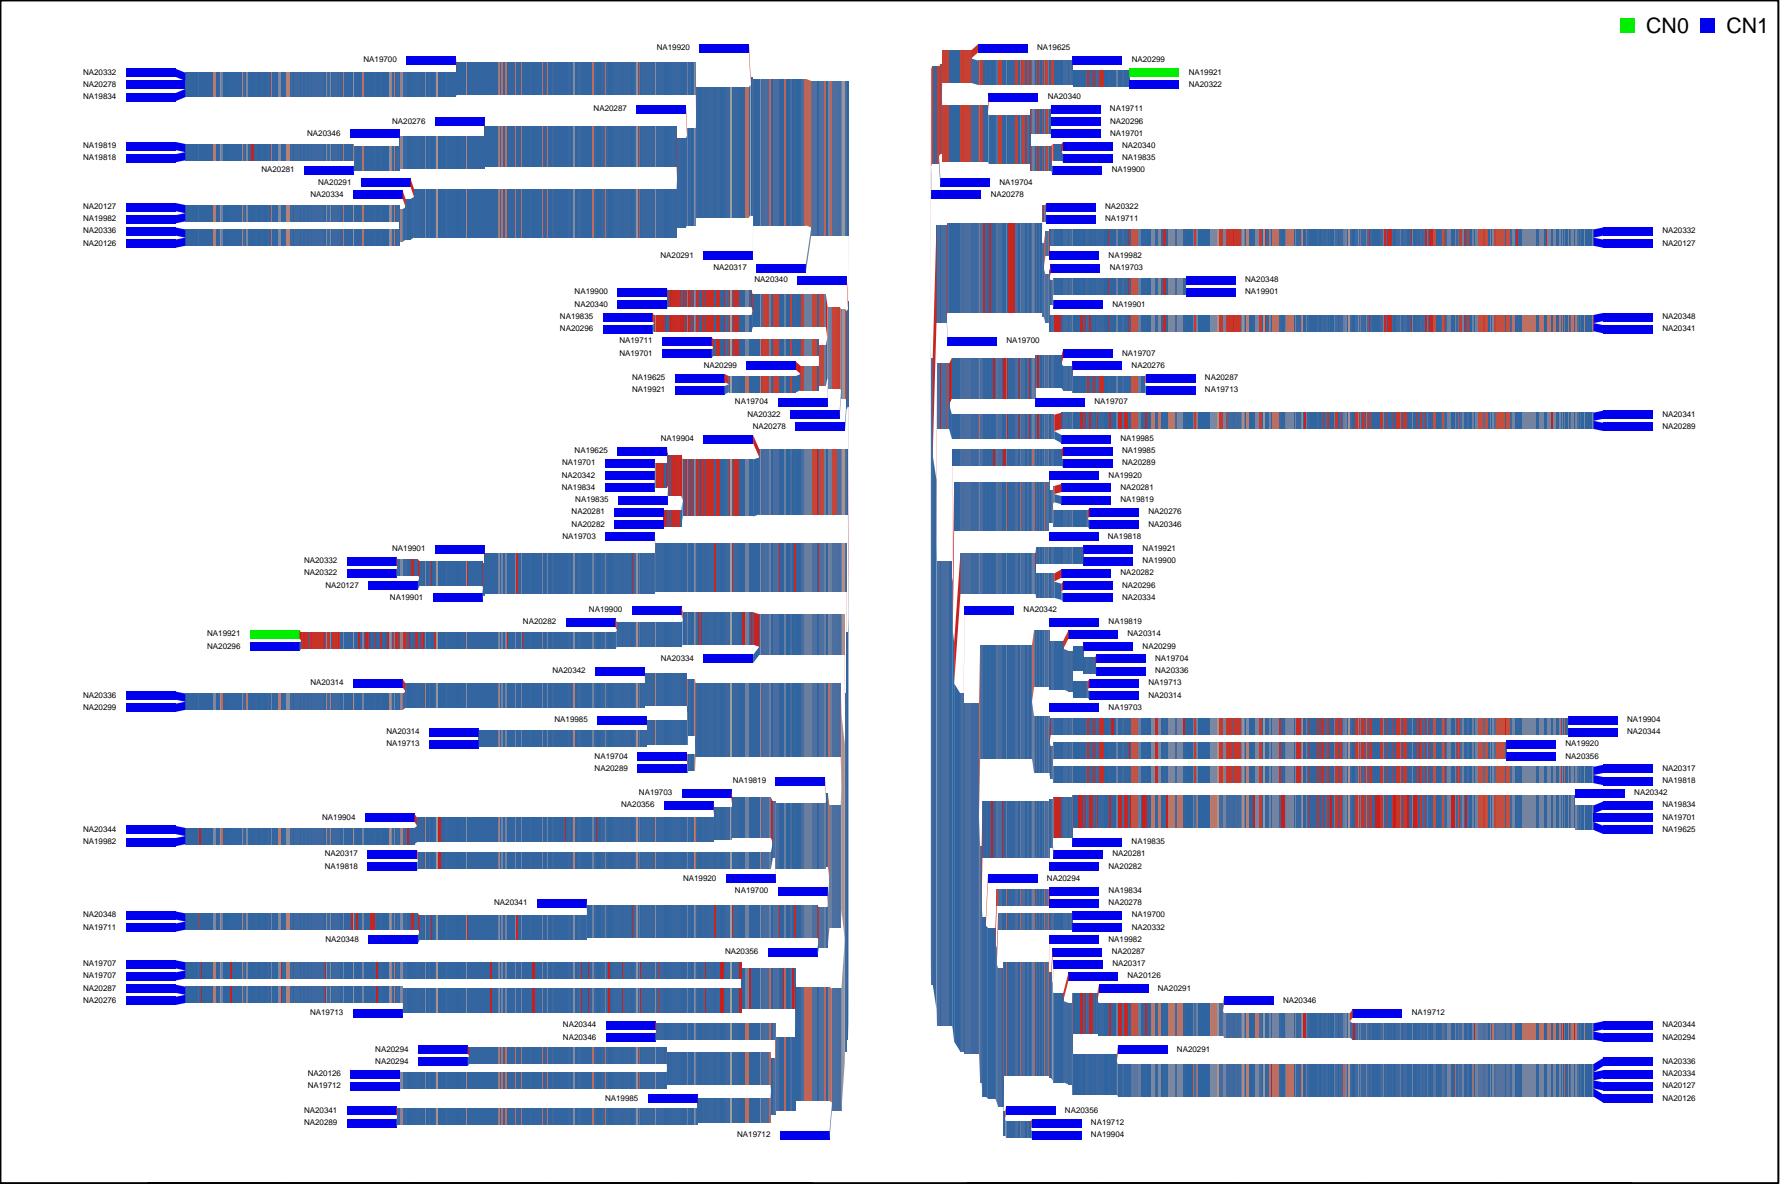 CN0 CN1
NA19920
NA19700
NA20332
NA20278
NA19834
NA20287
NA20276
NA20346
NA19819
NA19818
NA20281
NA20291
NA20334
NA20127
NA19982
NA20336
NA20126
NA20291
NA20317
NA20340
NA19900
NA20340
NA19835
NA20296
NA19711
NA19701
NA20299
NA19625
NA19921
NA19704
NA20322
NA20278
NA19904
NA19625
NA19701
NA20342
NA19834
NA19835
NA20281
NA20282
NA19703
NA19901
NA20332
NA20322
NA20127
NA19901
NA19900
NA20282
NA19921
NA20296
NA20334
NA20342
NA20314
NA20336
NA20299
NA19985
NA20314
NA19713
NA19704
NA20289
NA19819
NA19703
NA20356
NA19904
NA20344
NA19982
NA20317
NA19818
NA19920
NA19700
NA20341
NA20348
NA19711
NA20348
NA20356
NA19707
NA19707
NA20287
NA20276
NA19713
NA20344
NA20346
NA20294
NA20294
NA20126
NA19712
NA19985
NA20341
NA20289
NA19712
NA19625
NA20299
NA19921
NA20322
NA20340
NA19711
NA20296
NA19701
NA20340
NA19835
NA19900
NA19704
NA20278
NA20322
NA19711
NA20332
NA20127
NA19982
NA19703
NA20348
NA19901
NA19901
NA20348
NA20341
NA19700
NA19707
NA20276
NA20287
NA19713
NA19707
NA20341
NA20289
NA19985
NA19985
NA20289
NA19920
NA20281
NA19819
NA20276
NA20346
NA19818
NA19921
NA19900
NA20282
NA20296
NA20334
NA20342
NA19819
NA20314
NA20299
NA19704
NA20336
NA19713
NA20314
NA19703
NA19904
NA20344
NA19920
NA20356
NA20317
NA19818
NA20342
NA19834
NA19701
NA19625
NA19835
NA20281
NA20282
NA20294
NA19834
NA20278
NA19700
NA20332
NA19982
NA20287
NA20317
NA20126
NA20291
NA20346
NA19712
NA20344
NA20294
NA20291
NA20336
NA20334
NA20127
NA20126
NA20356
NA19712
NA19904